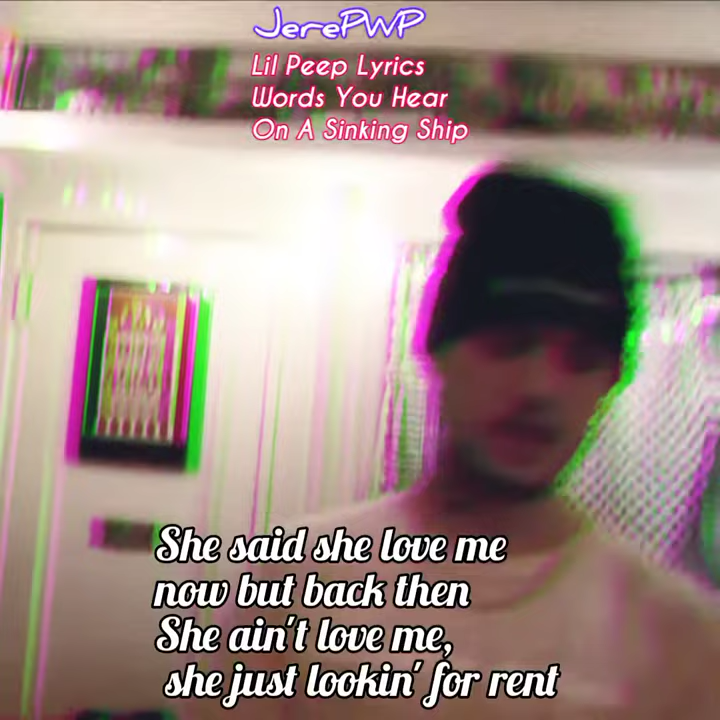 JerePWP
Lil Peep Lyrics
Words You Hear
On A Sinking Ship
She said she love me
now but back then
She ain't love me,
she just lookin' for rent